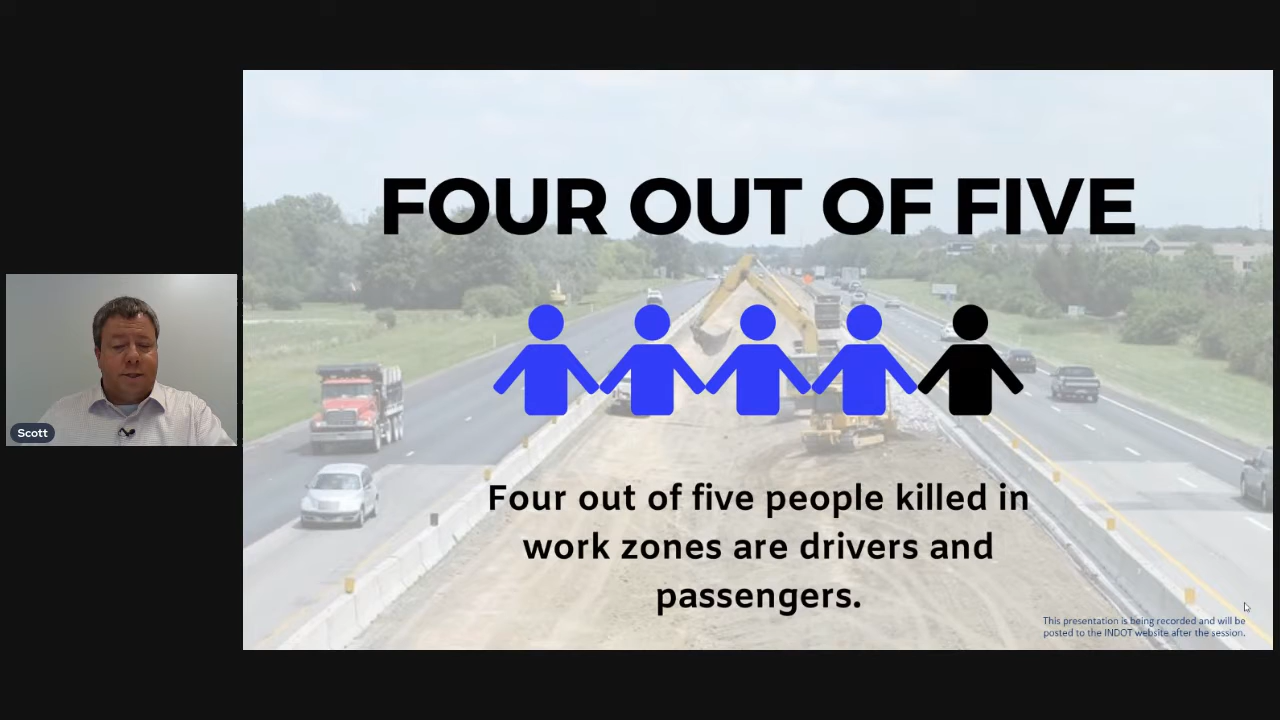 FOUR OUT OF FIVE
Scott
Four out of five people killed in
work zones are drivers and
passengers.
This presentation is being recorded and will be
posted to the INDOT website after the session.